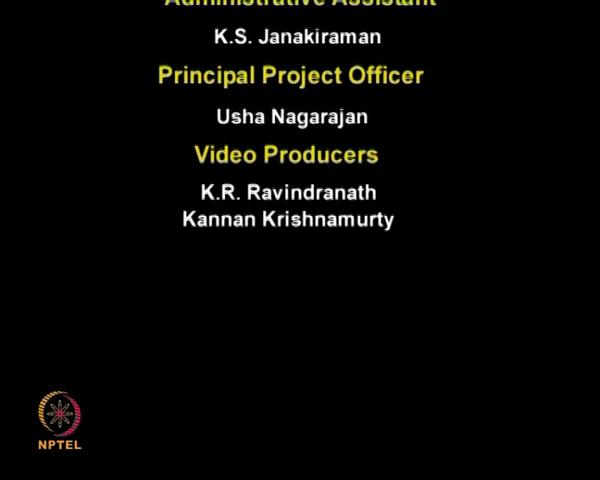 Administrative Assistant
K.S. Janakiraman
Principal Project Officer
Usha Nagarajan
Video Producers
K.R. Ravindranath
Kannan Krishnamurty
NPTEL